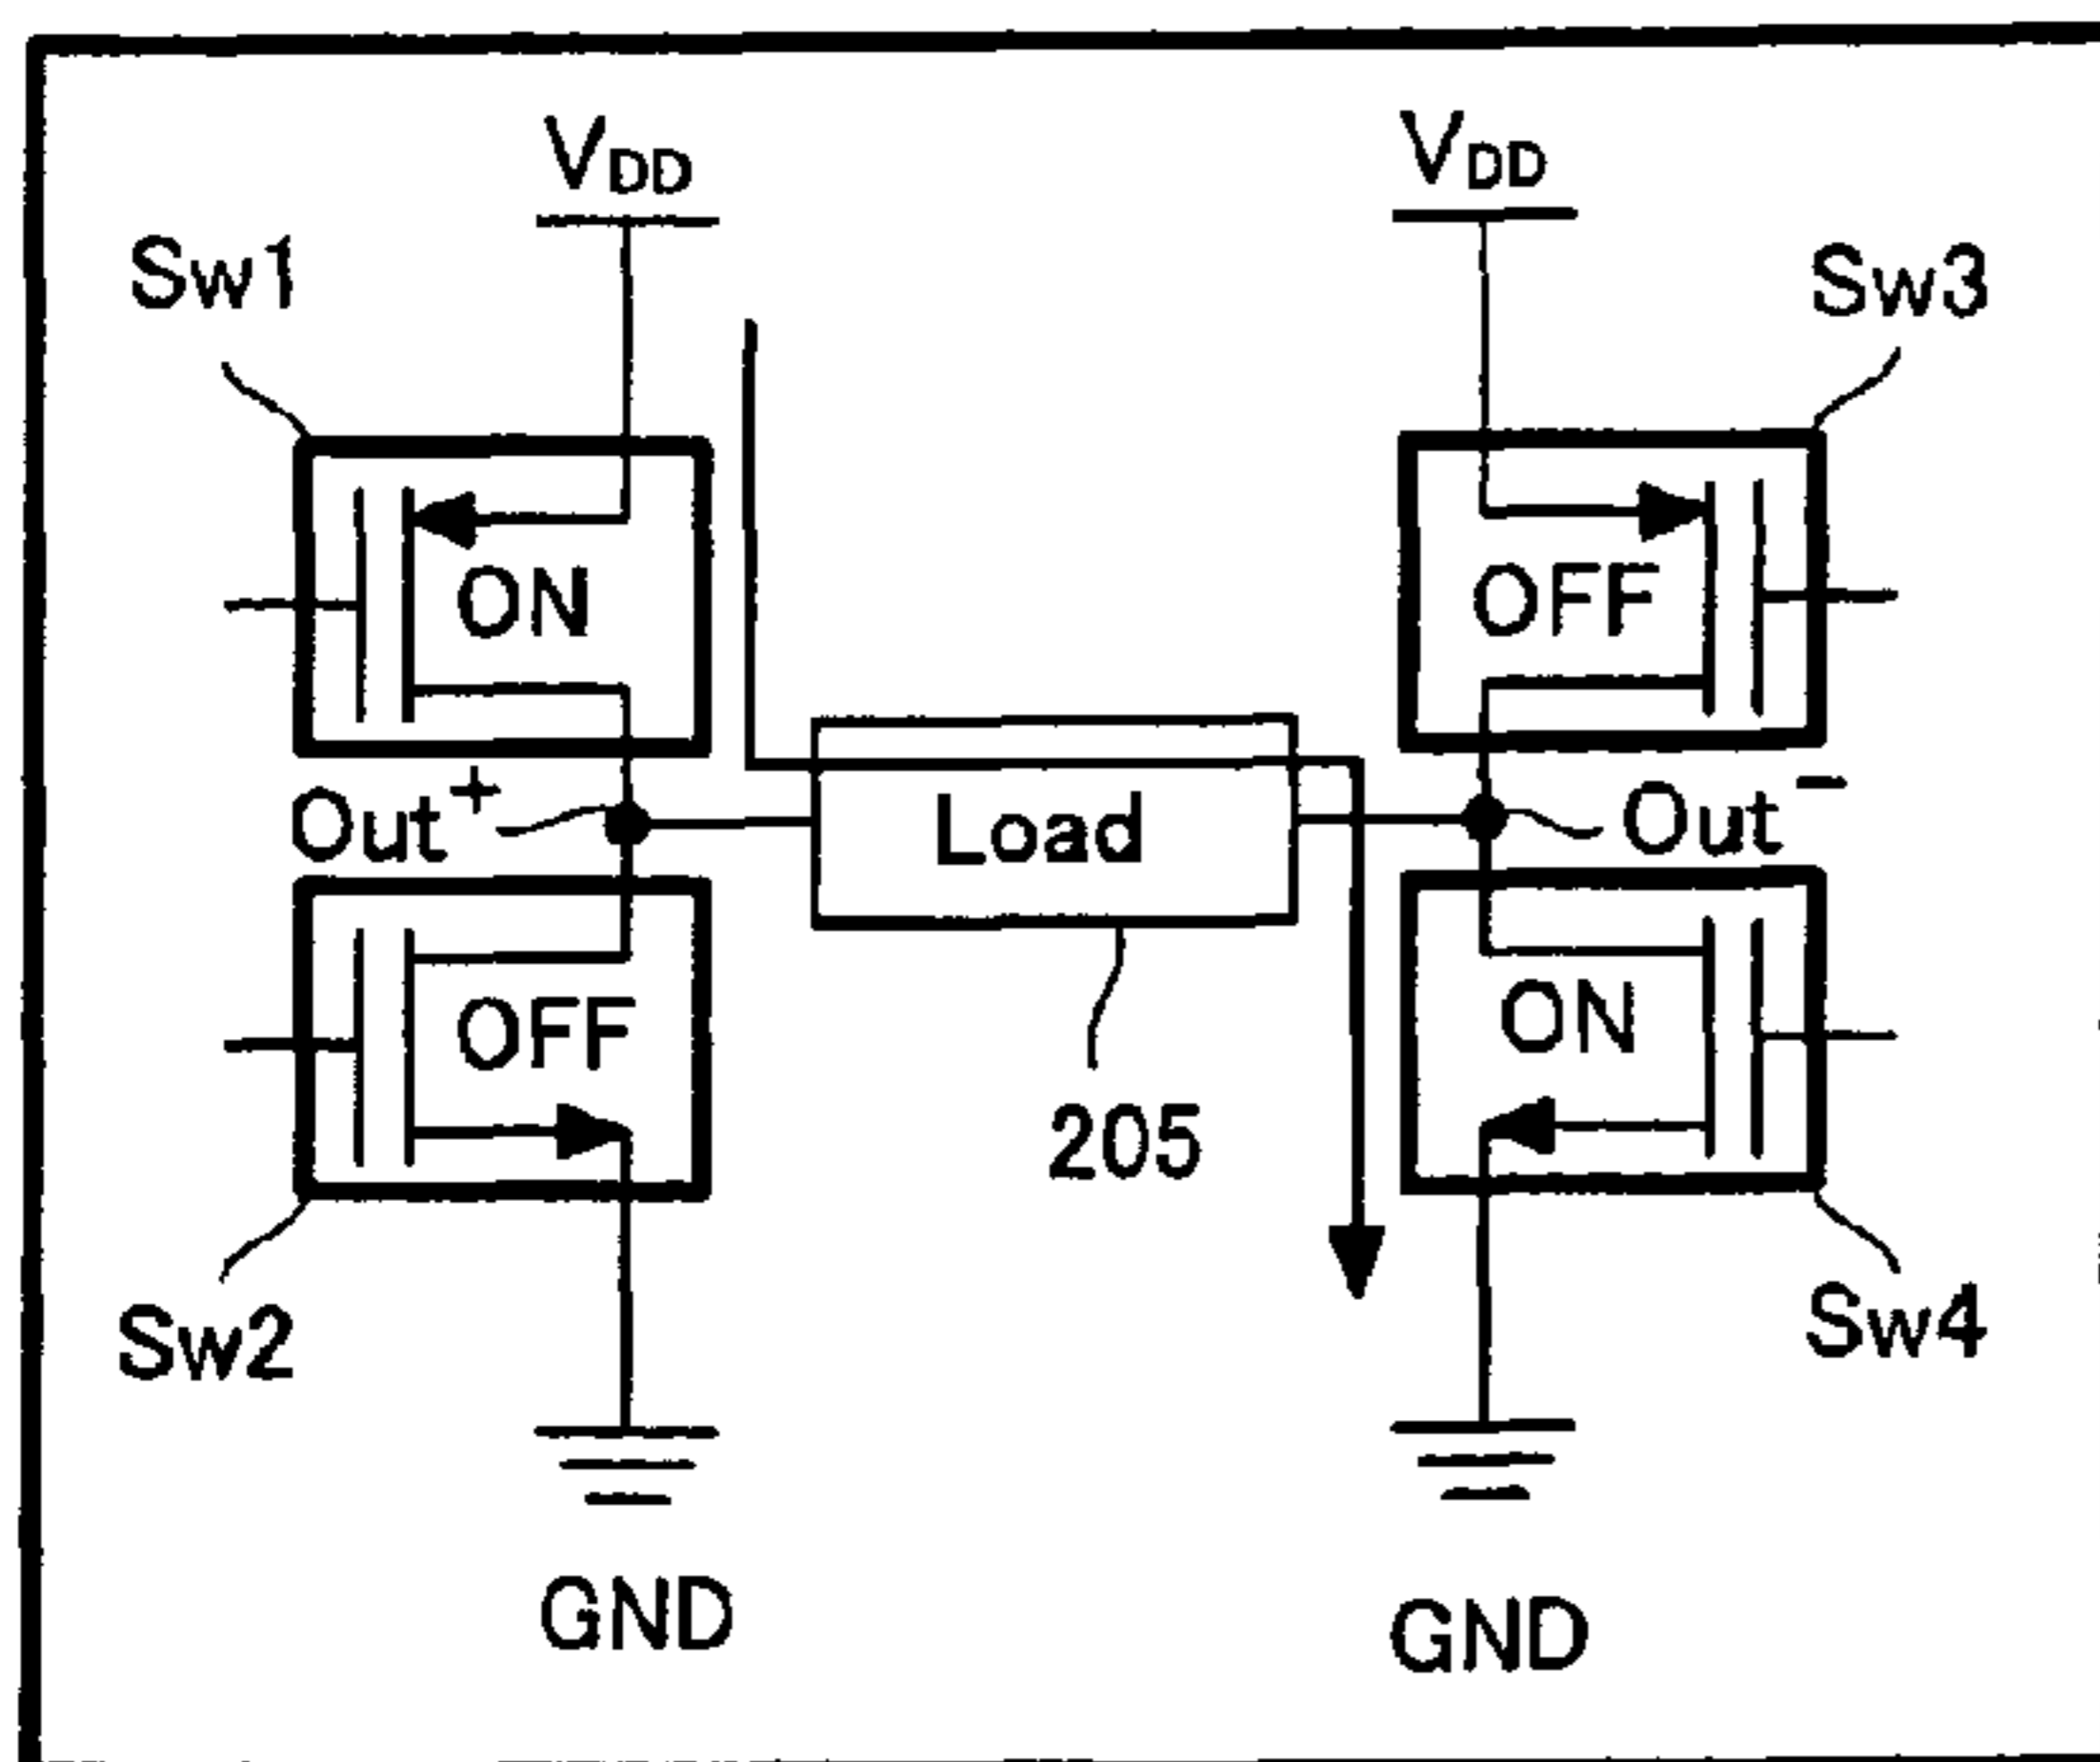 VDD
VDD
Sw1
Sw3
ON
OFF
Out+
Load
Out−
OFF
ON
205
Sw2
Sw4
GND
GND